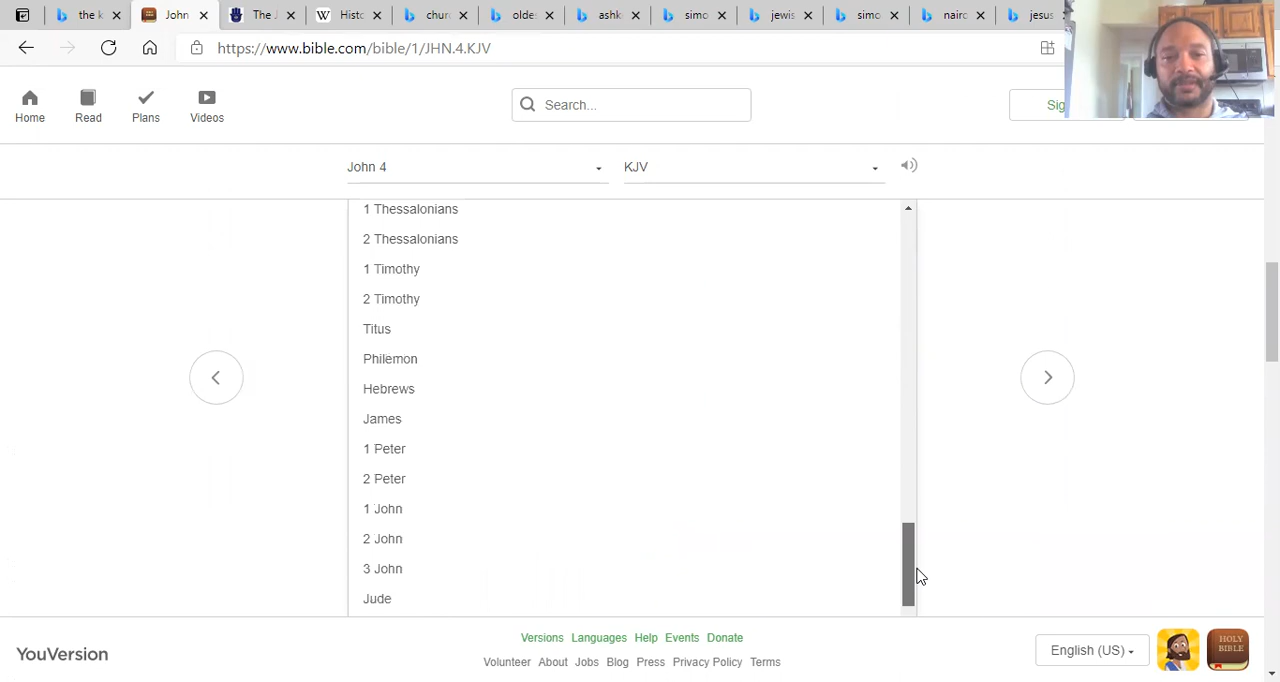 the k
John
The J
Histo
churc
oldes
ashk
simo
jewis
simo
nairo
jesus
https://www.bible.com/bible/1/JHN.4.KJV
Home
Read
Plans
Videos
Search...
Sig
John 4
KJV
1 Thessalonians
2 Thessalonians
1 Timothy
2 Timothy
Titus
Philemon
Hebrews
James
1 Peter
2 Peter
1 John
2 John
3 John
Jude
YouVersion
Versions Languages Help Events Donate
Volunteer About Jobs Blog Press Privacy Policy Terms
English (US)
HOLY
BIBLE